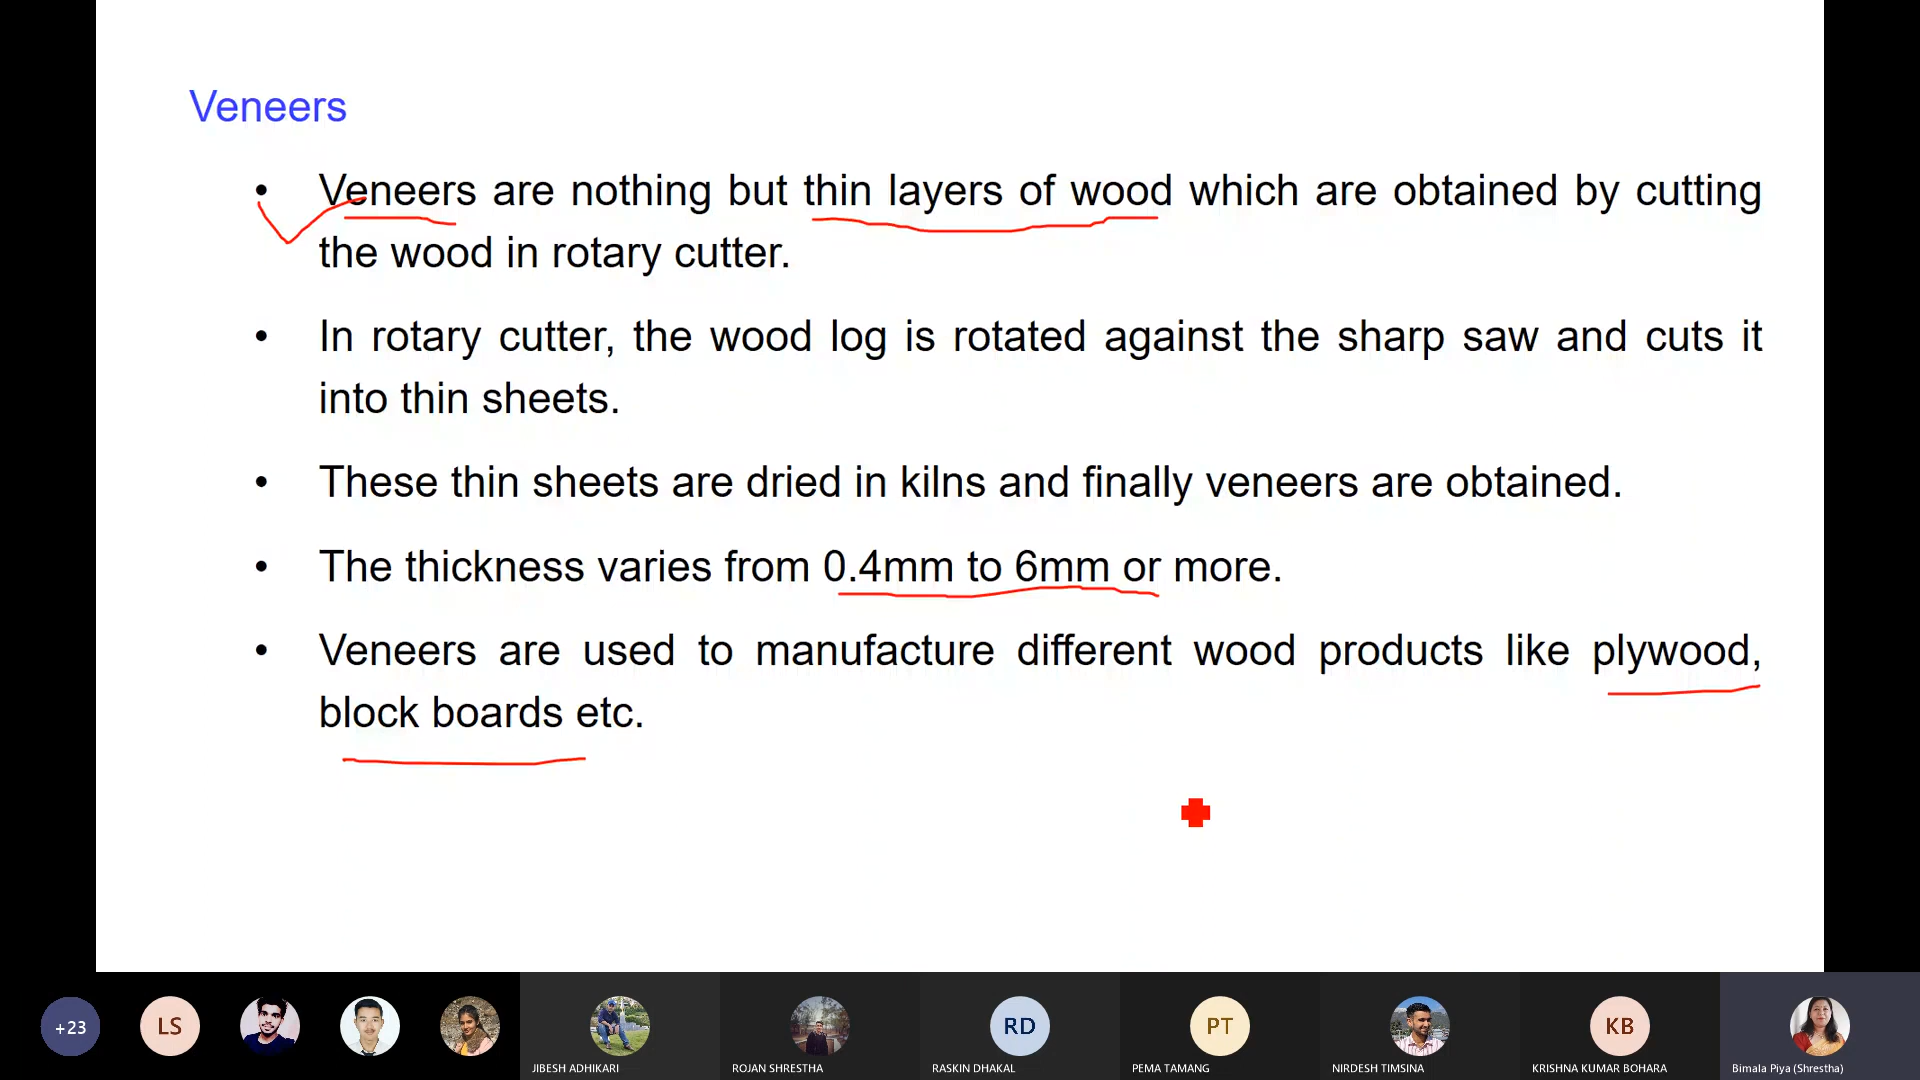 Veneers
• Veneers are nothing but thin layers of wood which are obtained by cutting
the wood in rotary cutter.
• In rotary cutter, the wood log is rotated against the sharp saw and cuts it
into thin sheets.
• These thin sheets are dried in kilns and finally veneers are obtained.
• The thickness varies from 0.4mm to 6mm or more.
• Veneers are used to manufacture different wood products like plywood,
block boards etc.
+23 LS RD PT KB
JIBESH ADHIKARI ROJAN SHRESTHA RASKIN DHAKAL PEMA TAMANG NIRDESH TIMSINA KRISHNA KUMAR BOHARA Bimala Piya (Shrestha)